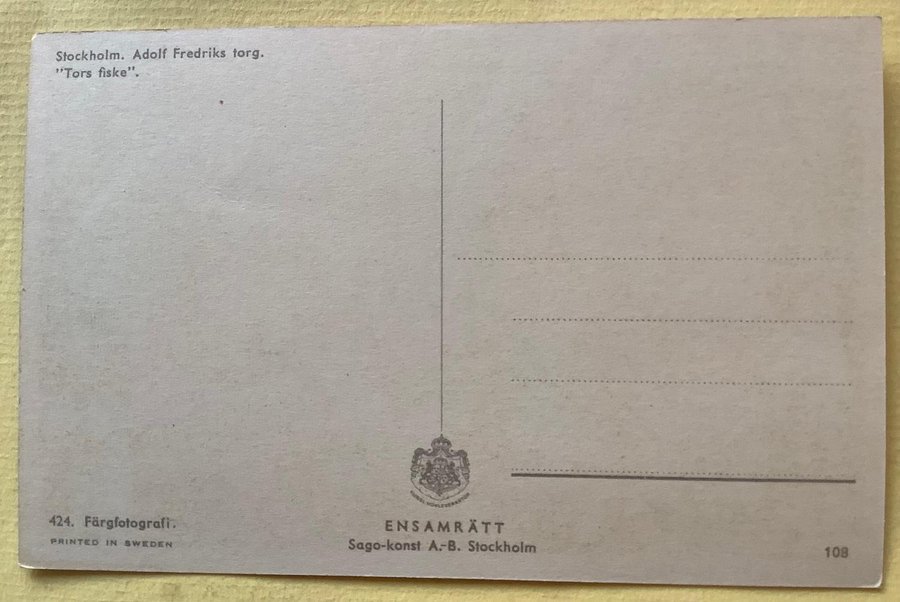 Stockholm. Adolf Fredriks torg.
"Tors fiske".
424. Färgfotografi.
PRINTED IN SWEDEN
ENSAMRÄTT
Sago-konst A.-B. Stockholm
108